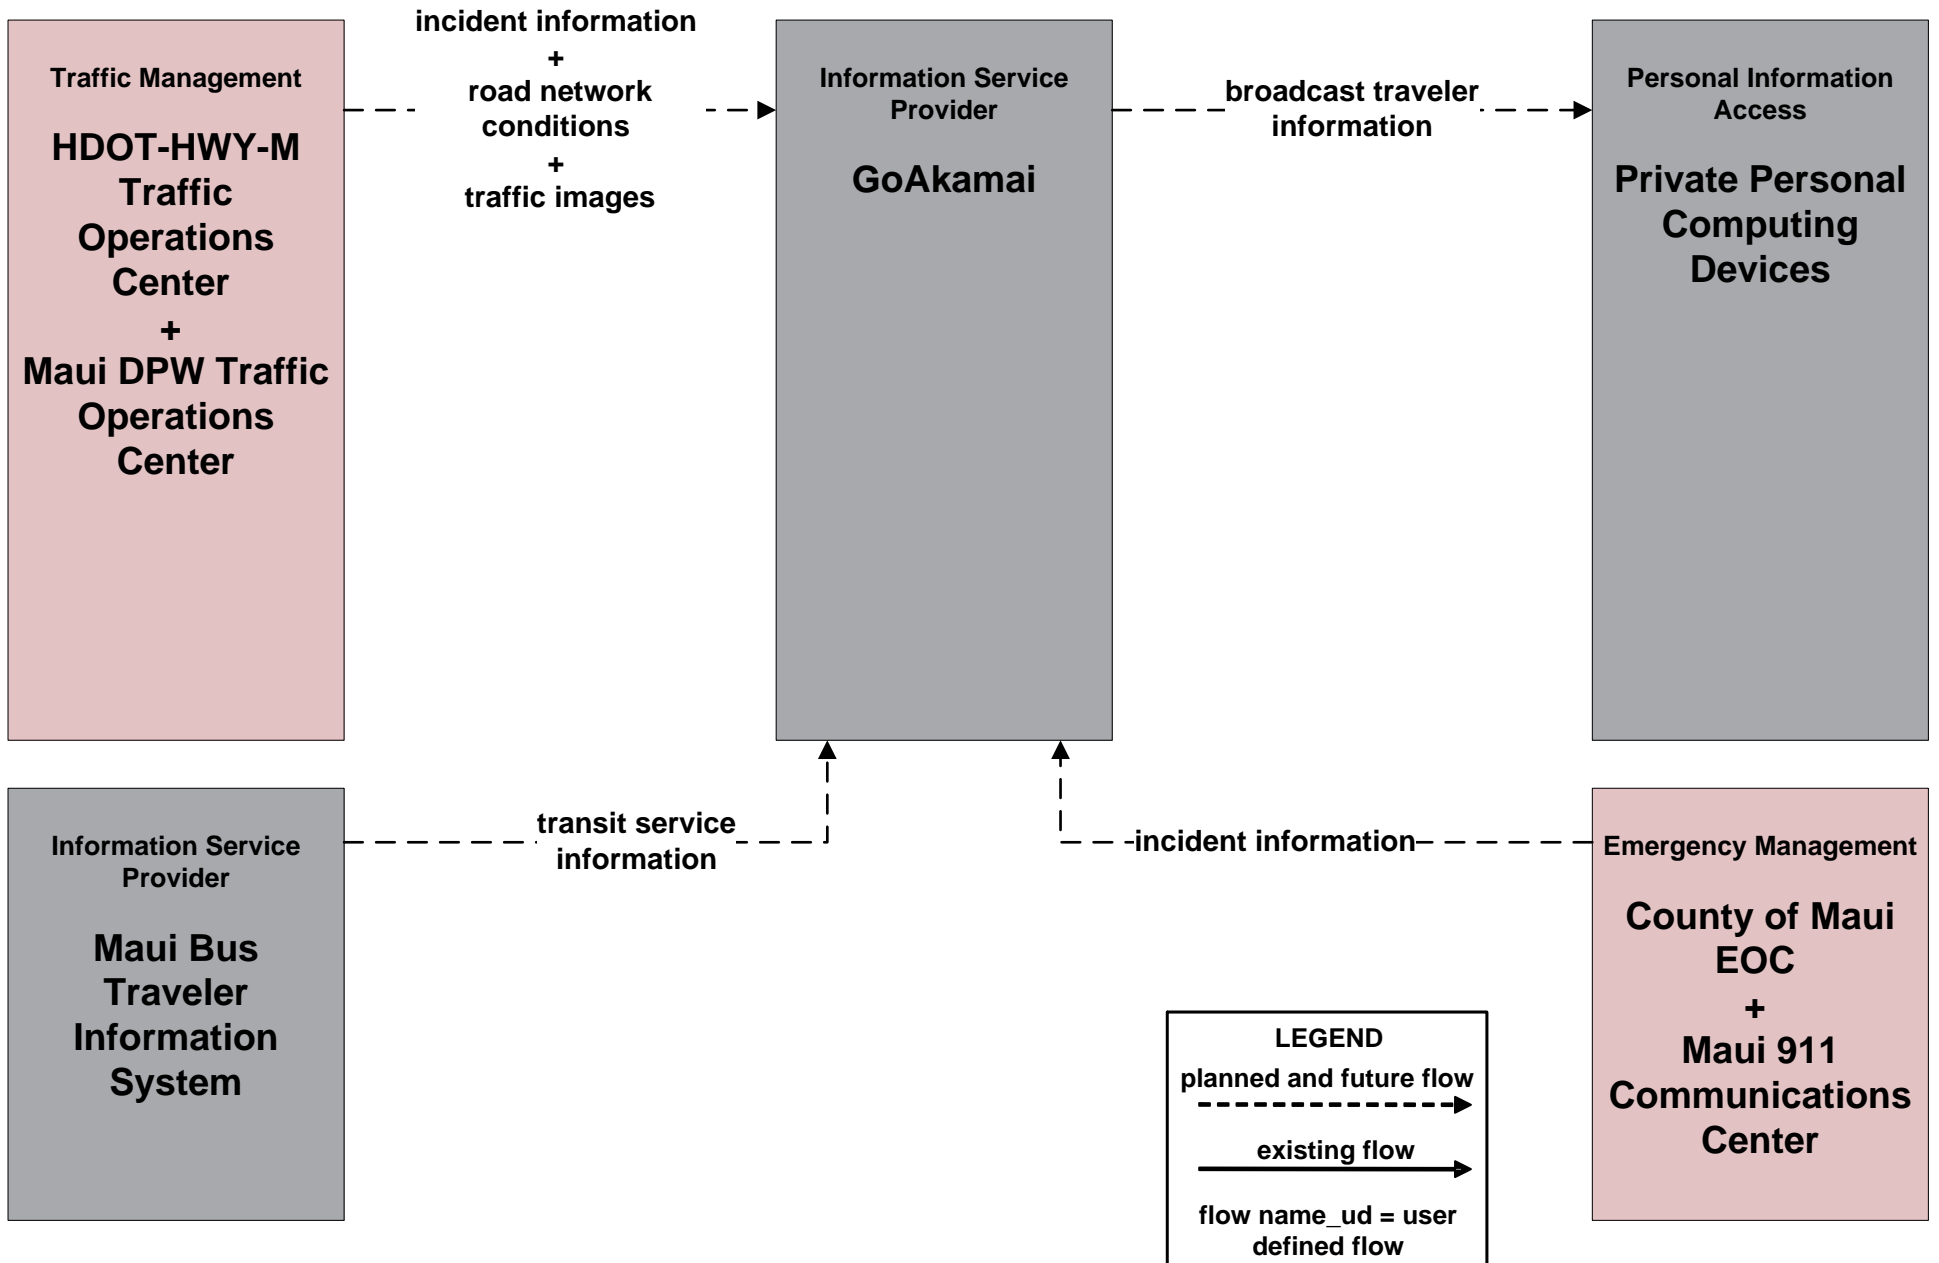 Traffic Management
HDOT-HWY-M
Traffic
Operations
Center
+
Maui DPW Traffic
Operations
Center
incident information
+
road network
conditions
+
traffic images
Information Service
Provider
GoAkamai
broadcast traveler
information
Personal Information
Access
Private Personal
Computing
Devices
Information Service
Provider
Maui Bus
Traveler
Information
System
transit service
information
incident information
Emergency Management
County of Maui
EOC
+
Maui 911
Communications
Center
LEGEND
planned and future flow
existing flow
flow name_ud = user
defined flow